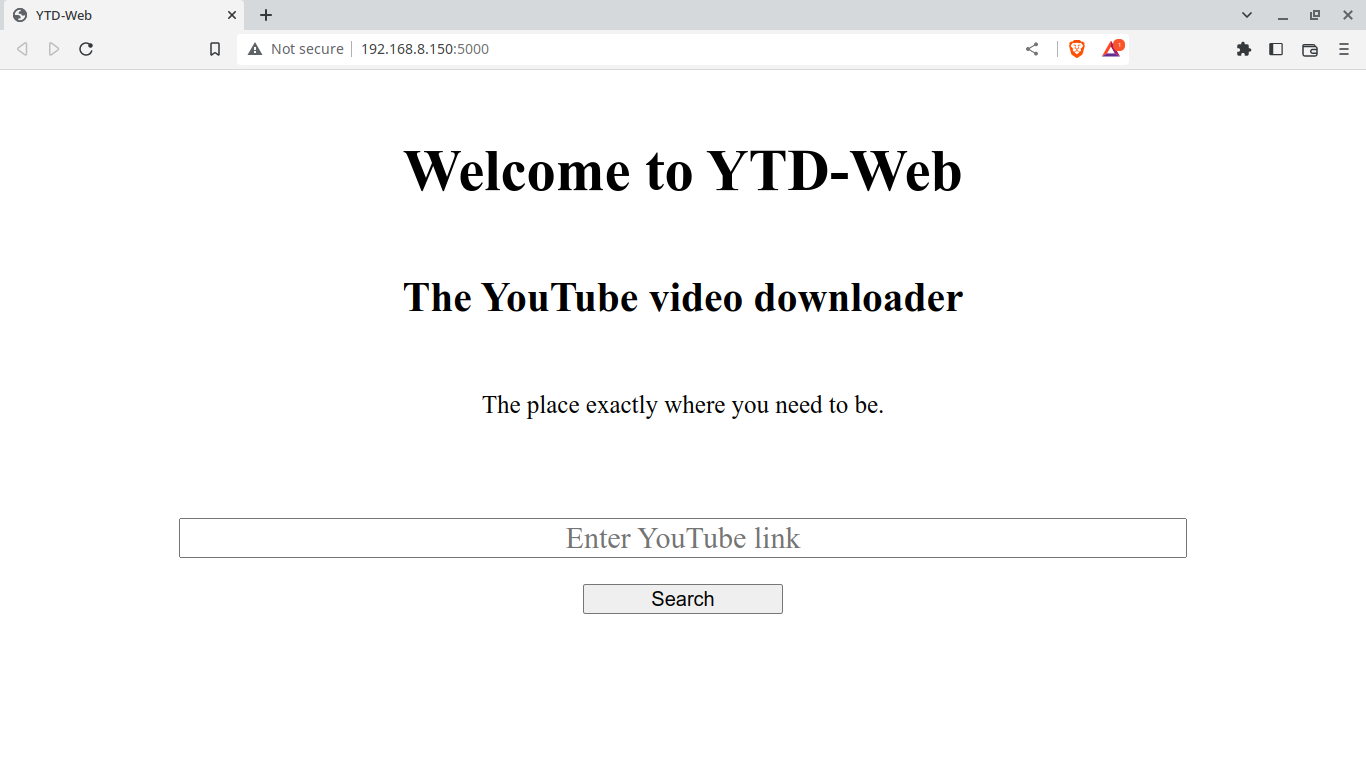 YTD-Web
Not secure 192.168.8.150:5000
Welcome to YTD-Web
The YouTube video downloader
The place exactly where you need to be.
Enter YouTube link
Search